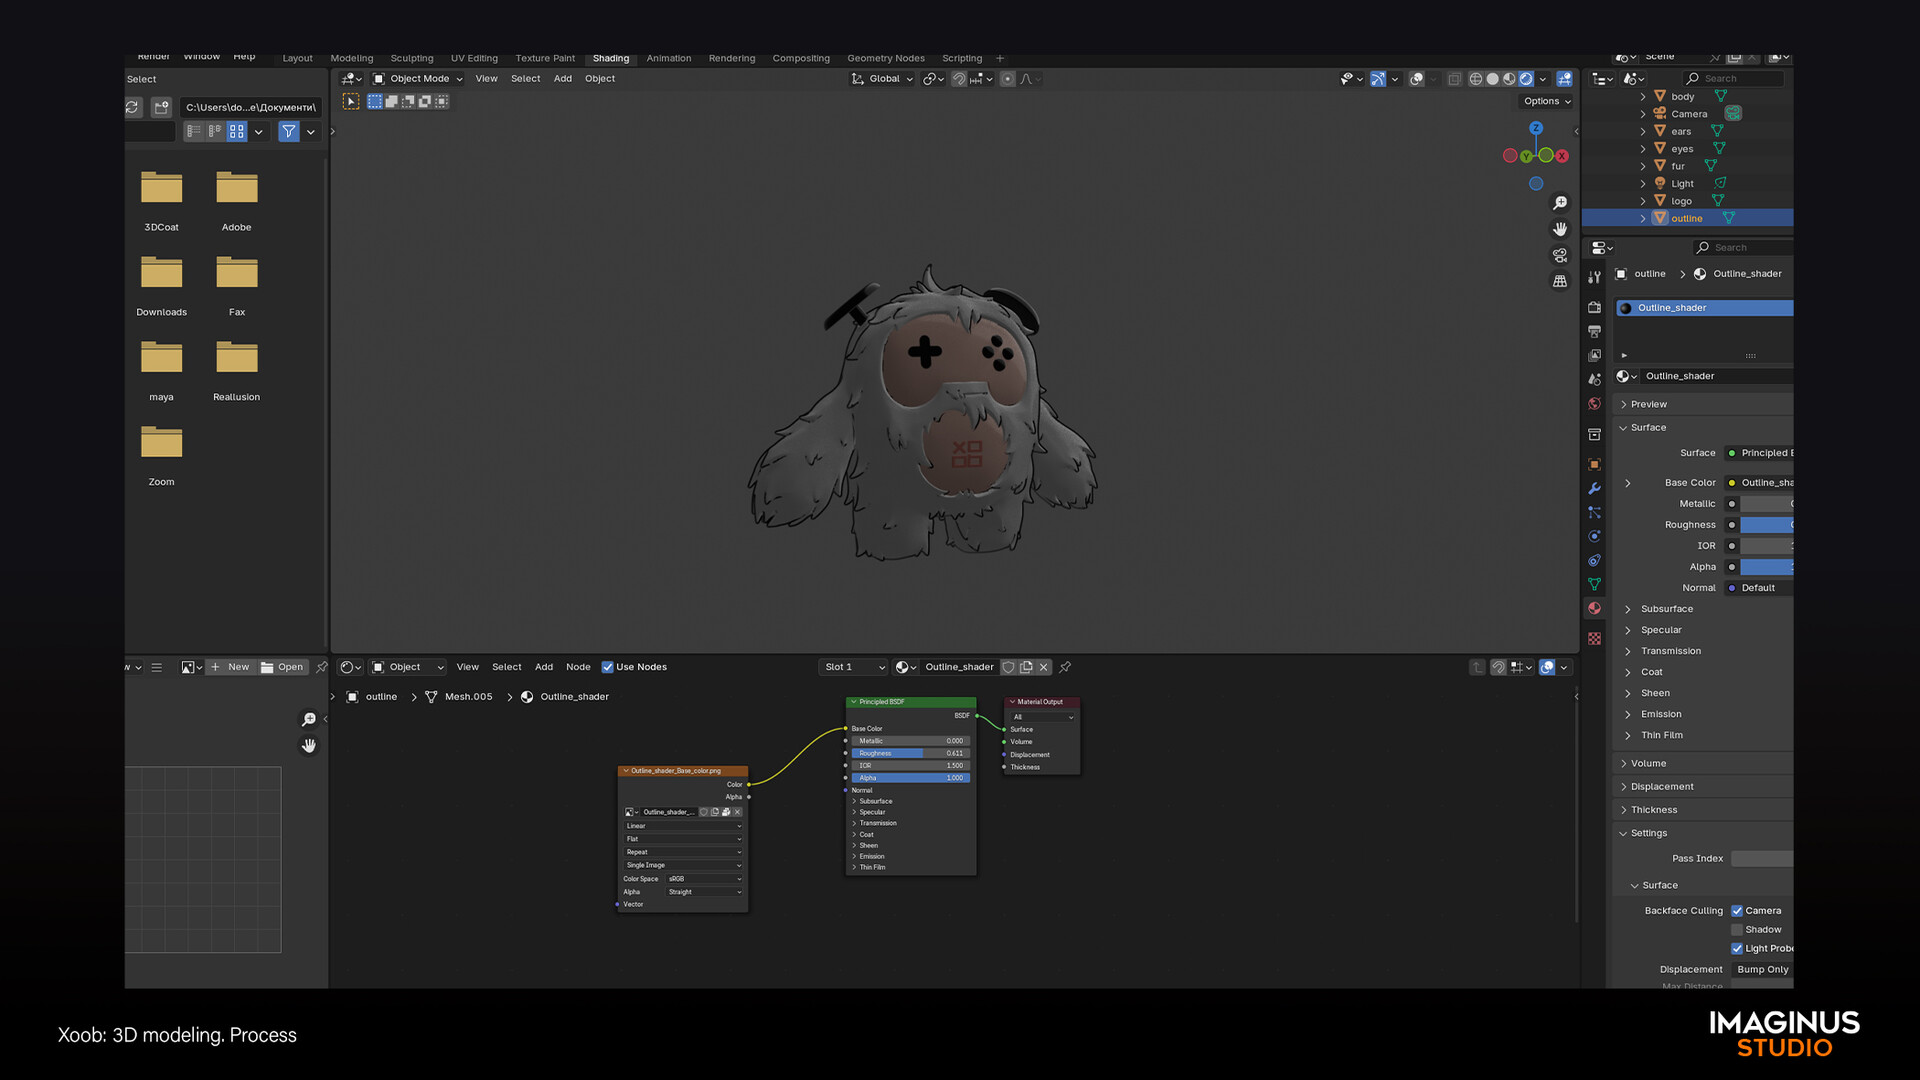 Render Window Help Layout Modeling Sculpting UV Editing Texture Paint Shading Animation Rendering Compositing Geometry Nodes Scripting +
Scene
Select
Object Mode View Select Add Object
Global
Search
Options
C:\Users\do...e\Документи\
3DCoat Adobe
Downloads Fax
maya Reallusion
Zoom
body
Camera
ears
eyes
fur
Light
logo
outline
Z
Y
X
XOOB
Search
outline > Outline_shader
Outline_shader
Outline_shader
Preview
Surface
Surface Principled B
Base Color Outline_sha
Metallic
Roughness
IOR
Alpha
Normal Default
Subsurface
Specular
Transmission
Coat
Sheen
Emission
Thin Film
Volume
Displacement
Thickness
Settings
Pass Index
Surface
Backface Culling Camera
Shadow
Light Probe
Displacement Bump Only
Max Distance
New Open
Object View Select Add Node Use Nodes
Slot 1
Outline_shader
outline > Mesh.005 > Outline_shader
Outline_shader_Base_color.png
Color
Alpha
Outline_shader_...
Linear
Flat
Repeat
Single Image
Color Space sRGB
Alpha Straight
Vector
Principled BSDF
BSDF
Base Color
Metallic 0.000
Roughness 0.611
IOR 1.500
Alpha 1.000
Normal
Subsurface
Specular
Transmission
Coat
Sheen
Emission
Thin Film
Material Output
All
Surface
Volume
Displacement
Thickness
Xoob: 3D modeling. Process
IMAGINUS
STUDIO